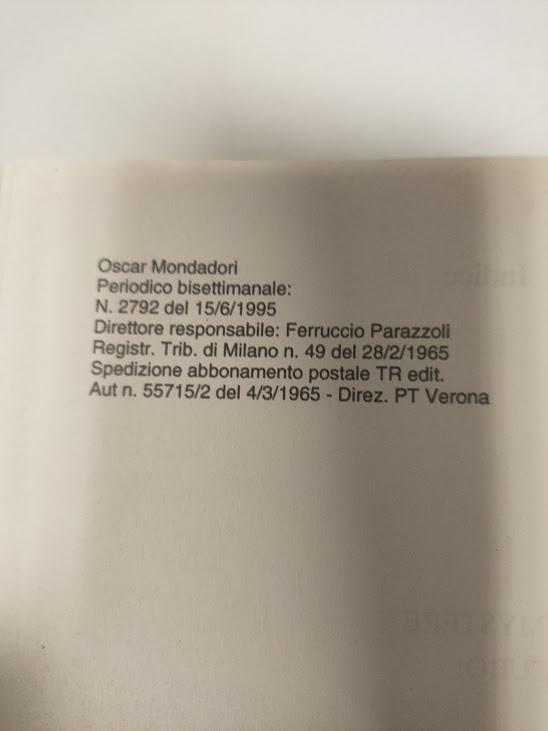 Oscar Mondadori
Periodico bisettimanale:
N. 2792 del 15/6/1995
Direttore responsabile: Ferruccio Parazzoli
Registr. Trib. di Milano n. 49 del 28/2/1965
Spedizione abbonamento postale TR edit.
Aut n. 55715/2 del 4/3/1965 - Direz. PT Verona
Indice